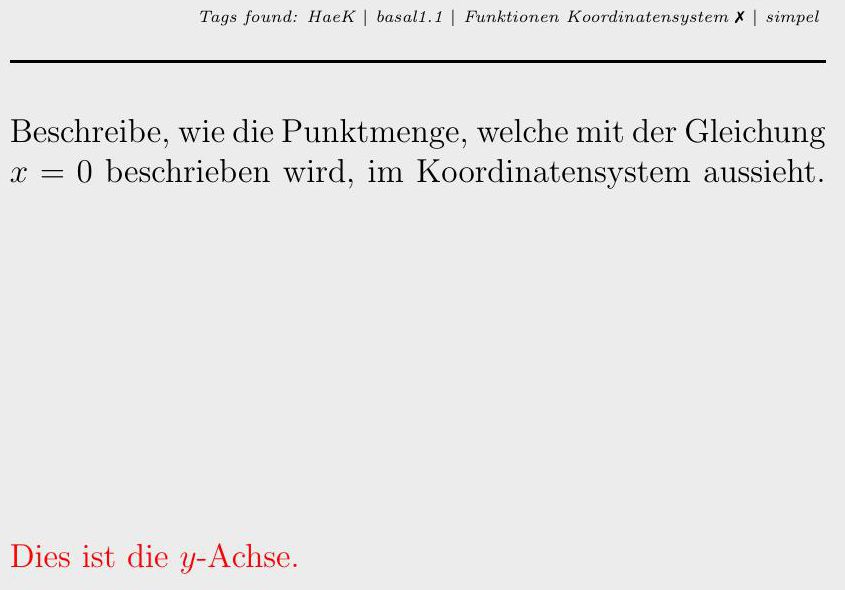 Tags found: HaeK | basal1.1 | Funktionen Koordinatensystem ✗ | simpel
Beschreibe, wie die Punktmenge, welche mit der Gleichung
x = 0 beschrieben wird, im Koordinatensystem aussieht.
Dies ist die y-Achse.